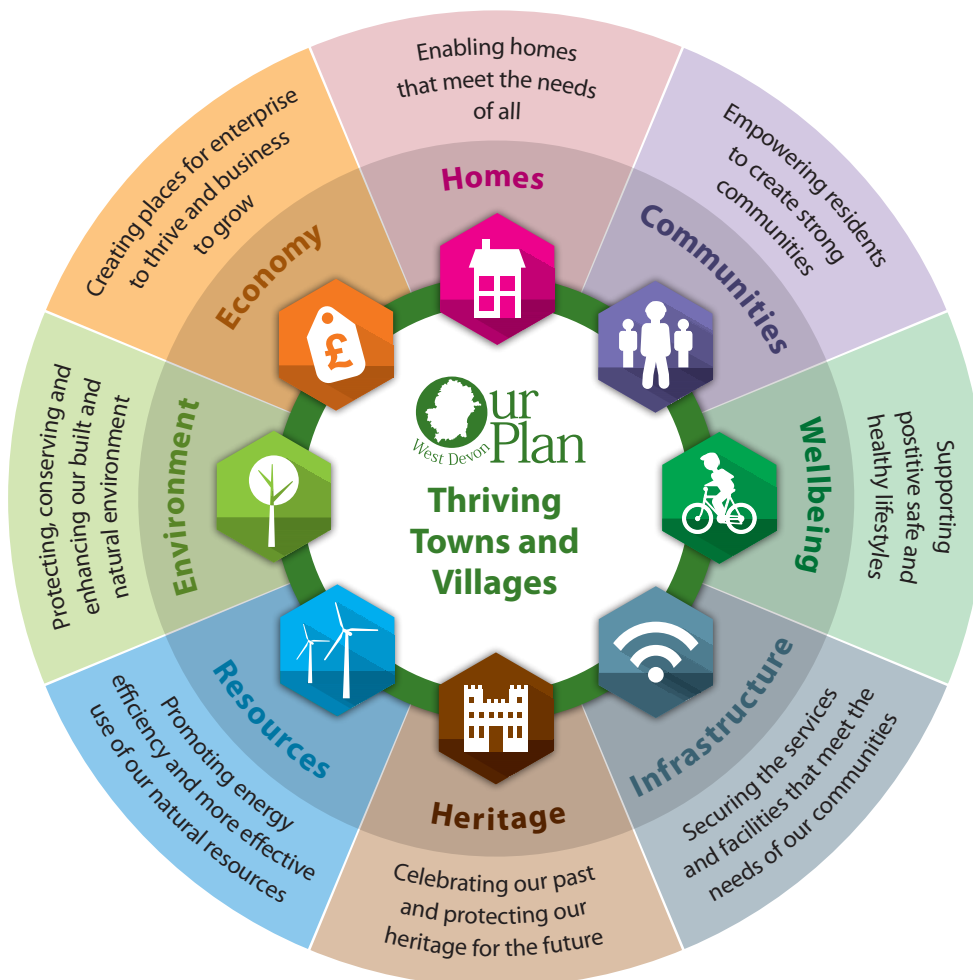 Our
Plan
West Devon
Thriving
Towns and
Villages
Homes
Enabling homes
that meet the needs
of all
Communities
Empowering residents
to create strong
communities
Wellbeing
Supporting
postitive safe and
healthy lifestyles
Infrastructure
Securing the services
and facilities that meet the
needs of our communities
Heritage
Celebrating our past
and protecting our
heritage for the future
Resources
Promoting energy
efficiency and more effective
use of our natural resources
Environment
Protecting, conserving and
enhancing our built and
natural environment
Economy
Creating places for enterprise
to thrive and business
to grow
£